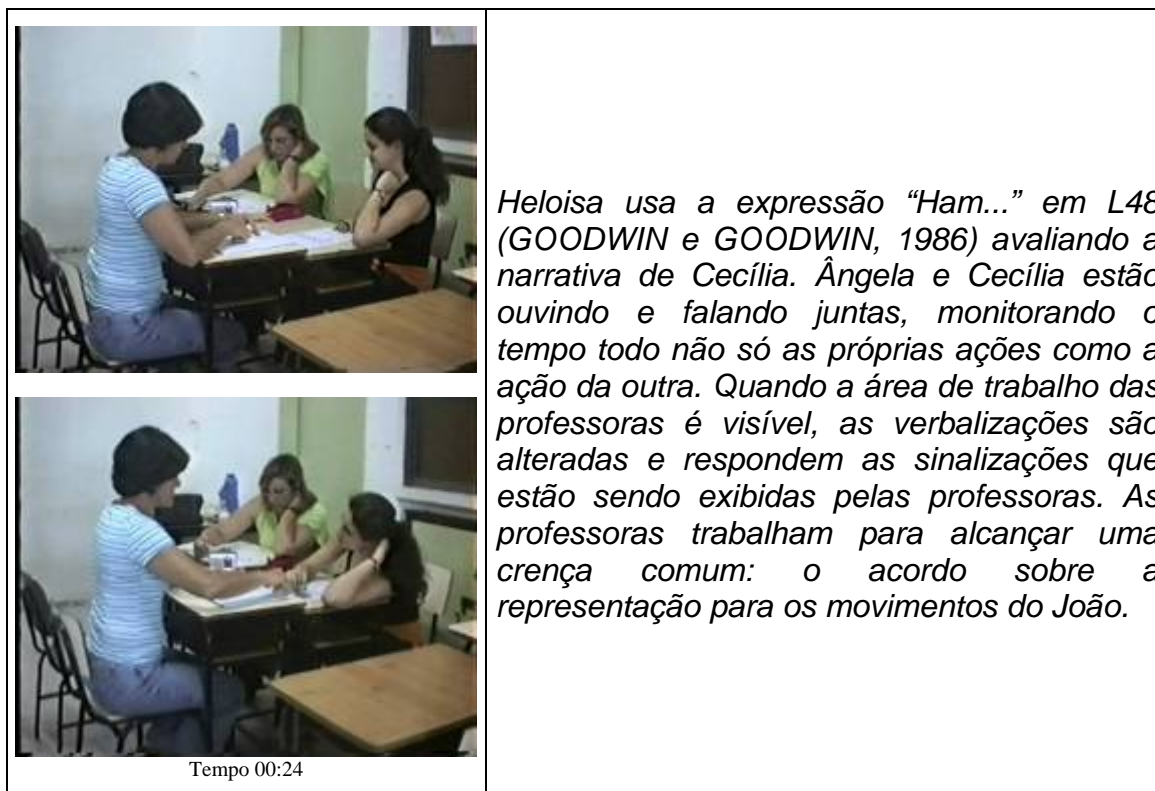 Heloisa usa a expressão “Ham...” em L48
(GOODWIN e GOODWIN, 1986) avaliando a
narrativa de Cecília. Ângela e Cecília estão
ouvindo e falando juntas, monitorando o
tempo todo não só as próprias ações como a
ação da outra. Quando a área de trabalho das
professoras é visível, as verbalizações são
alteradas e respondem as sinalizações que
estão sendo exibidas pelas professoras. As
professoras trabalham para alcançar uma
crença comum: o acordo sobre a
representação para os movimentos do João.
Tempo 00:24